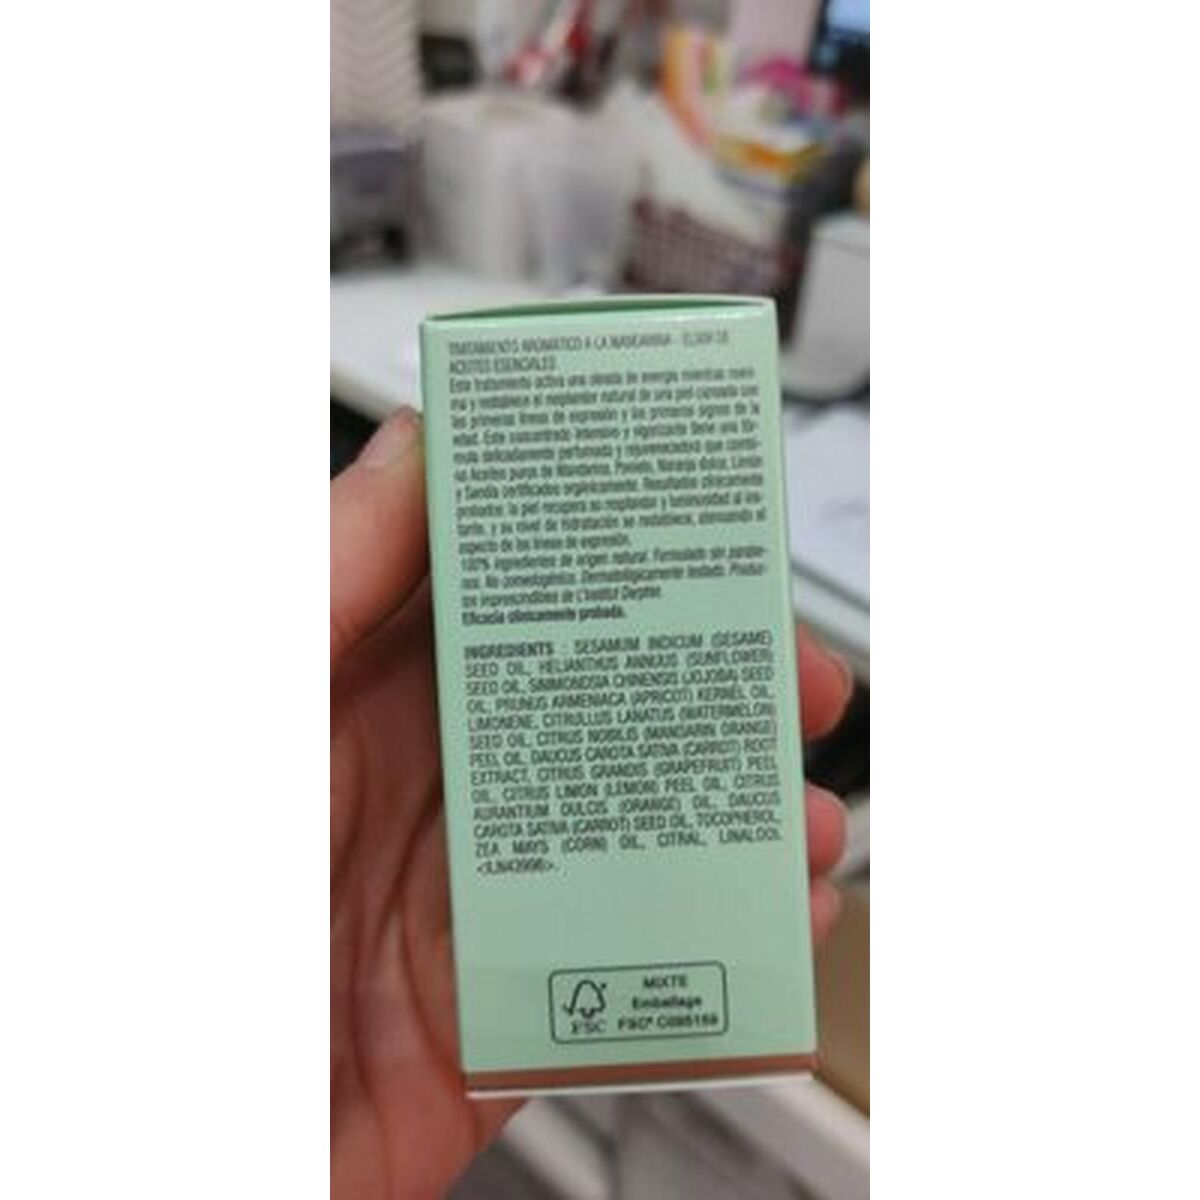 TRATAMIENTO AROMÁTICO A LA MANDARINA - ELIXIR DE
ACEITES ESENCIALES
Este tratamiento activa una oleada de energía mientras reani-
ma y restablece el resplandor natural de una piel cansada con
las primeras líneas de expresión y los primeros signos de la
edad. Este concentrado intensivo y vigorizante tiene una fór-
mula delicadamente perfumada y rejuvenecedora que combi-
na Aceites puros de Mandarina, Pomelo, Naranja dulce, Limón
y Sandía certificados orgánicamente. Resultados clínicamente
probados: la piel recupera su resplandor y luminosidad al ins-
tante, y su nivel de hidratación se restablece, atenuando el
aspecto de las líneas de expresión.
100% ingredientes de origen natural. Formulado sin parabe-
nos. No comedogénico. Dermatológicamente testado. Produc-
tos imprescindibles de L'Institut Darphin.
Eficacia clínicamente probada.
INGREDIENTS : SESAMUM INDICUM (SESAME)
SEED OIL, HELIANTHUS ANNUUS (SUNFLOWER)
SEED OIL, SIMMONDSIA CHINENSIS (JOJOBA) SEED
OIL, PRUNUS ARMENIACA (APRICOT) KERNEL OIL,
LIMONENE, CITRULLUS LANATUS (WATERMELON)
SEED OIL, CITRUS NOBILIS (MANDARIN ORANGE)
PEEL OIL, DAUCUS CAROTA SATIVA (CARROT) ROOT
EXTRACT, CITRUS GRANDIS (GRAPEFRUIT) PEEL
OIL, CITRUS LIMON (LEMON) PEEL OIL, CITRUS
AURANTIUM DULCIS (ORANGE) OIL, DAUCUS
CAROTA SATIVA (CARROT) SEED OIL, TOCOPHEROL,
ZEA MAYS (CORN) OIL, CITRAL, LINALOOL
<ILN43996>.
MIXTE
Emballage
FSC FSC®